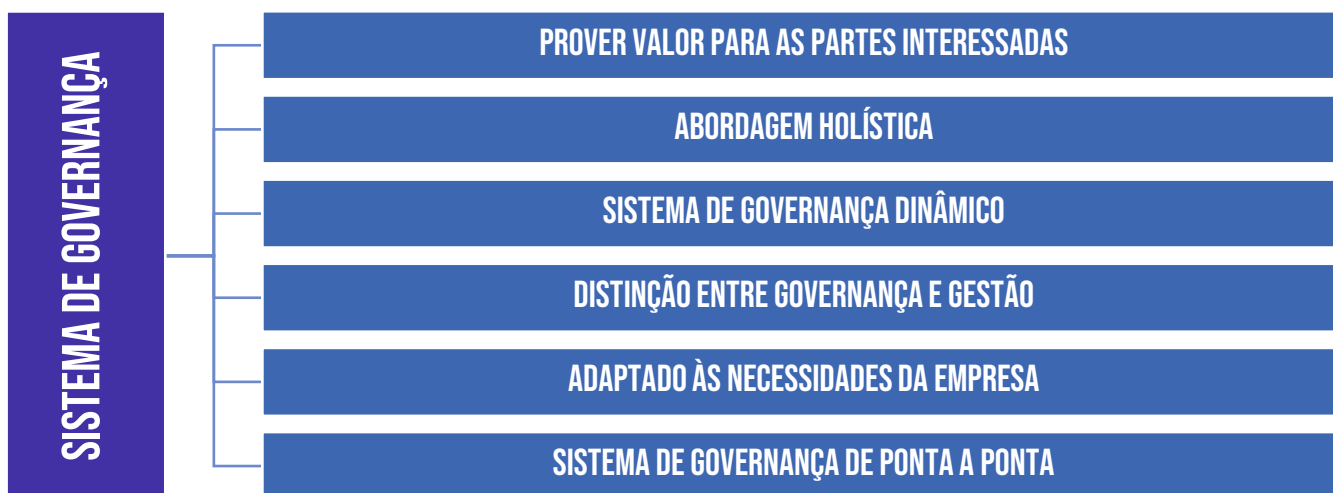 SISTEMA DE GOVERNANÇA
PROVER VALOR PARA AS PARTES INTERESSADAS
ABORDAGEM HOLÍSTICA
SISTEMA DE GOVERNANÇA DINÂMICO
DISTINÇÃO ENTRE GOVERNANÇA E GESTÃO
ADAPTADO ÀS NECESSIDADES DA EMPRESA
SISTEMA DE GOVERNANÇA DE PONTA A PONTA